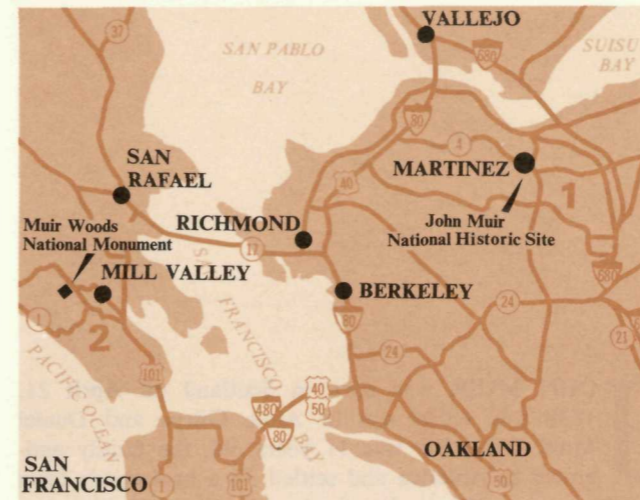 VALLEJO
37
SAN PABLO
BAY
680
SUISU
BAY
80
4
SAN
RAFAEL
MARTINEZ
1
40
John Muir
National Historic Site
RICHMOND
Muir Woods
National Monument
17
MILL VALLEY
680
BERKELEY
SAN FRANCISCO BAY
1
2
80
24
21
PACIFIC OCEAN
101
24
40
50
480
80
OAKLAND
SAN
FRANCISCO
1
101
50